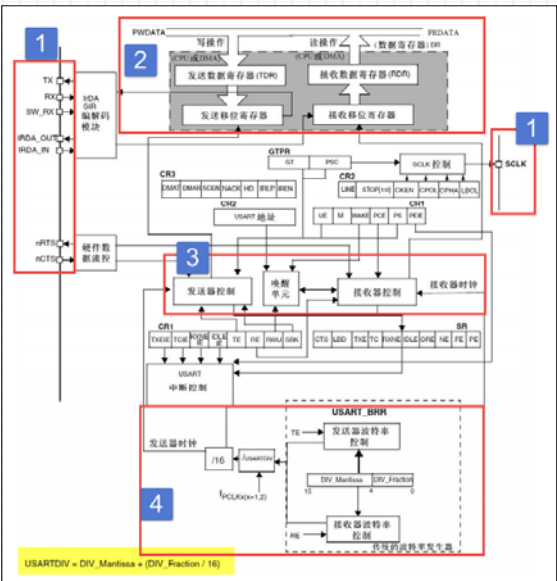 PWDATA
PRDATA
写操作
读操作
(数据寄存器)DR
1
2
(CPU或DMA)
(CPU或DMA)
发送数据寄存器(TDR)
接收数据寄存器(RDR)
TX
RX
SW_RX
IRDA_OUT
IRDA_IN
IrDA
SIR
编解码
模块
发送移位寄存器
接收移位寄存器
1
SCLK
GTPR
GT
PSC
SCLK 控制
CR3
DMAT
DMAR
SCEN
NACK
HD
IRLP
IREN
CR2
LINE
STOP[1:0]
CKEN
CPOL
CPHA
LBCL
CR2
USART 地址
CR1
UE
M
WAKE
PCE
PS
PEIE
nRTS
nCTS
硬件数
据流控
3
发送器控制
唤醒
单元
接收器控制
接收器时钟
CR1
TXEIE
TCIE
RXNE
IE
IDLE
IE
TE
RE
RWU
SBK
SR
CTS
LBD
TXE
TC
RXNE
IDLE
ORE
NE
FE
PE
USART
中断控制
USART_BRR
发送器时钟
TE
发送器波特率
控制
/16
/USARTDIV
DIV_Mantissa
DIV_Fraction
15
4
0
fPCLKx(x=1,2)
4
RE
接收器波特率
控制
传统的波特率发生器
USARTDIV = DIV_Mantissa + (DIV_Fraction / 16)